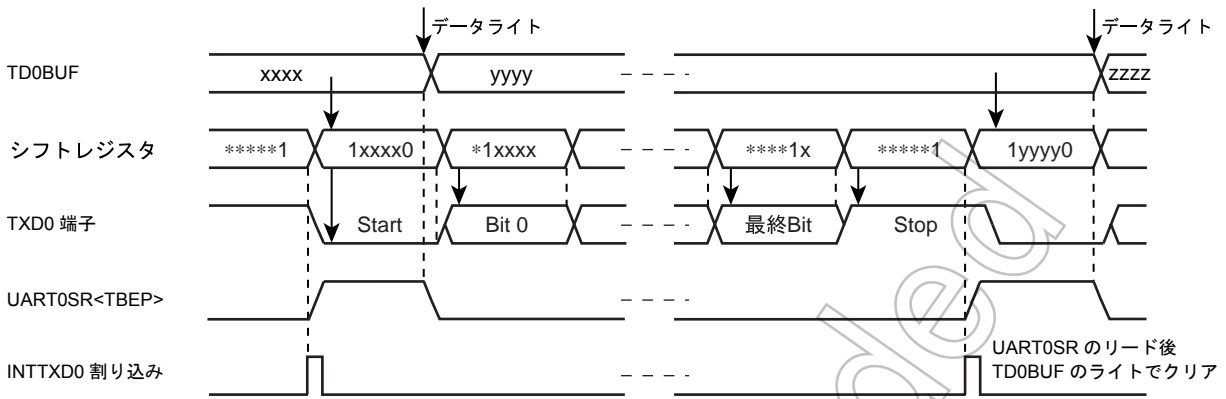 データライト データライト
TD0BUF xxxx yyyy zzzz
シフトレジスタ *****1 1xxxx0 *1xxxx ****1x *****1 1yyyy0
TXD0 端子 Start Bit 0 最終Bit Stop
UART0SR<TBEP>
INTTXD0 割り込み
UART0SR のリード後
TD0BUF のライトでクリア